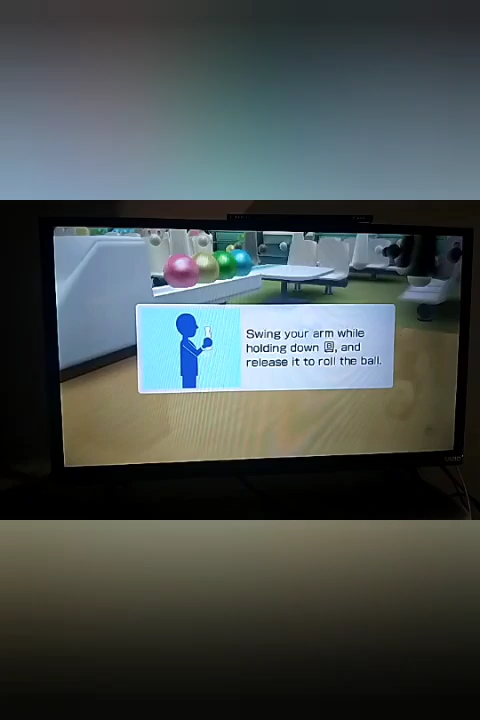 Swing your arm while
holding down B, and
release it to roll the ball.